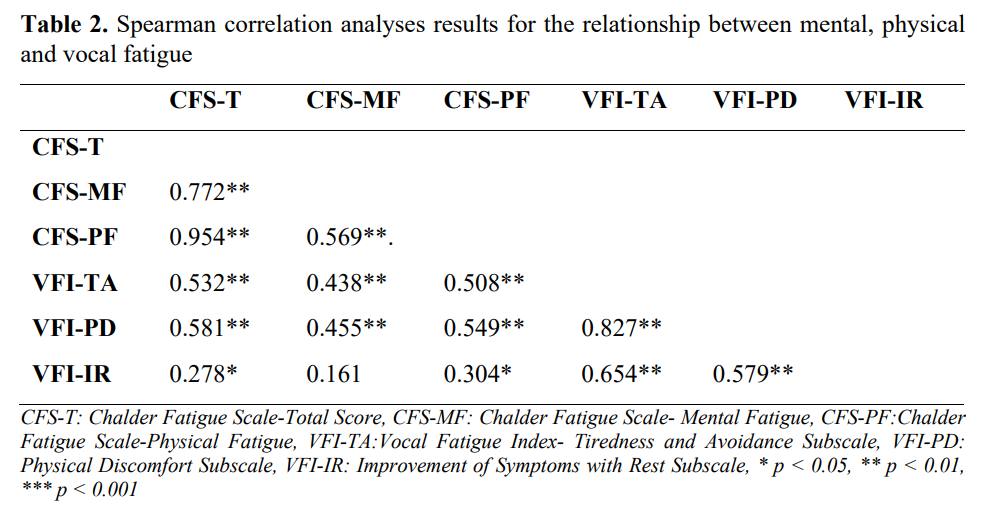 Table 2. Spearman correlation analyses results for the relationship between mental, physical
and vocal fatigue
CFS-T CFS-MF CFS-PF VFI-TA VFI-PD VFI-IR
CFS-T
CFS-MF 0.772**
CFS-PF 0.954** 0.569**.
VFI-TA 0.532** 0.438** 0.508**
VFI-PD 0.581** 0.455** 0.549** 0.827**
VFI-IR 0.278* 0.161 0.304* 0.654** 0.579**
CFS-T: Chalder Fatigue Scale-Total Score, CFS-MF: Chalder Fatigue Scale- Mental Fatigue, CFS-PF:Chalder
Fatigue Scale-Physical Fatigue, VFI-TA:Vocal Fatigue Index- Tiredness and Avoidance Subscale, VFI-PD:
Physical Discomfort Subscale, VFI-IR: Improvement of Symptoms with Rest Subscale, * p < 0.05, ** p < 0.01,
*** p < 0.001